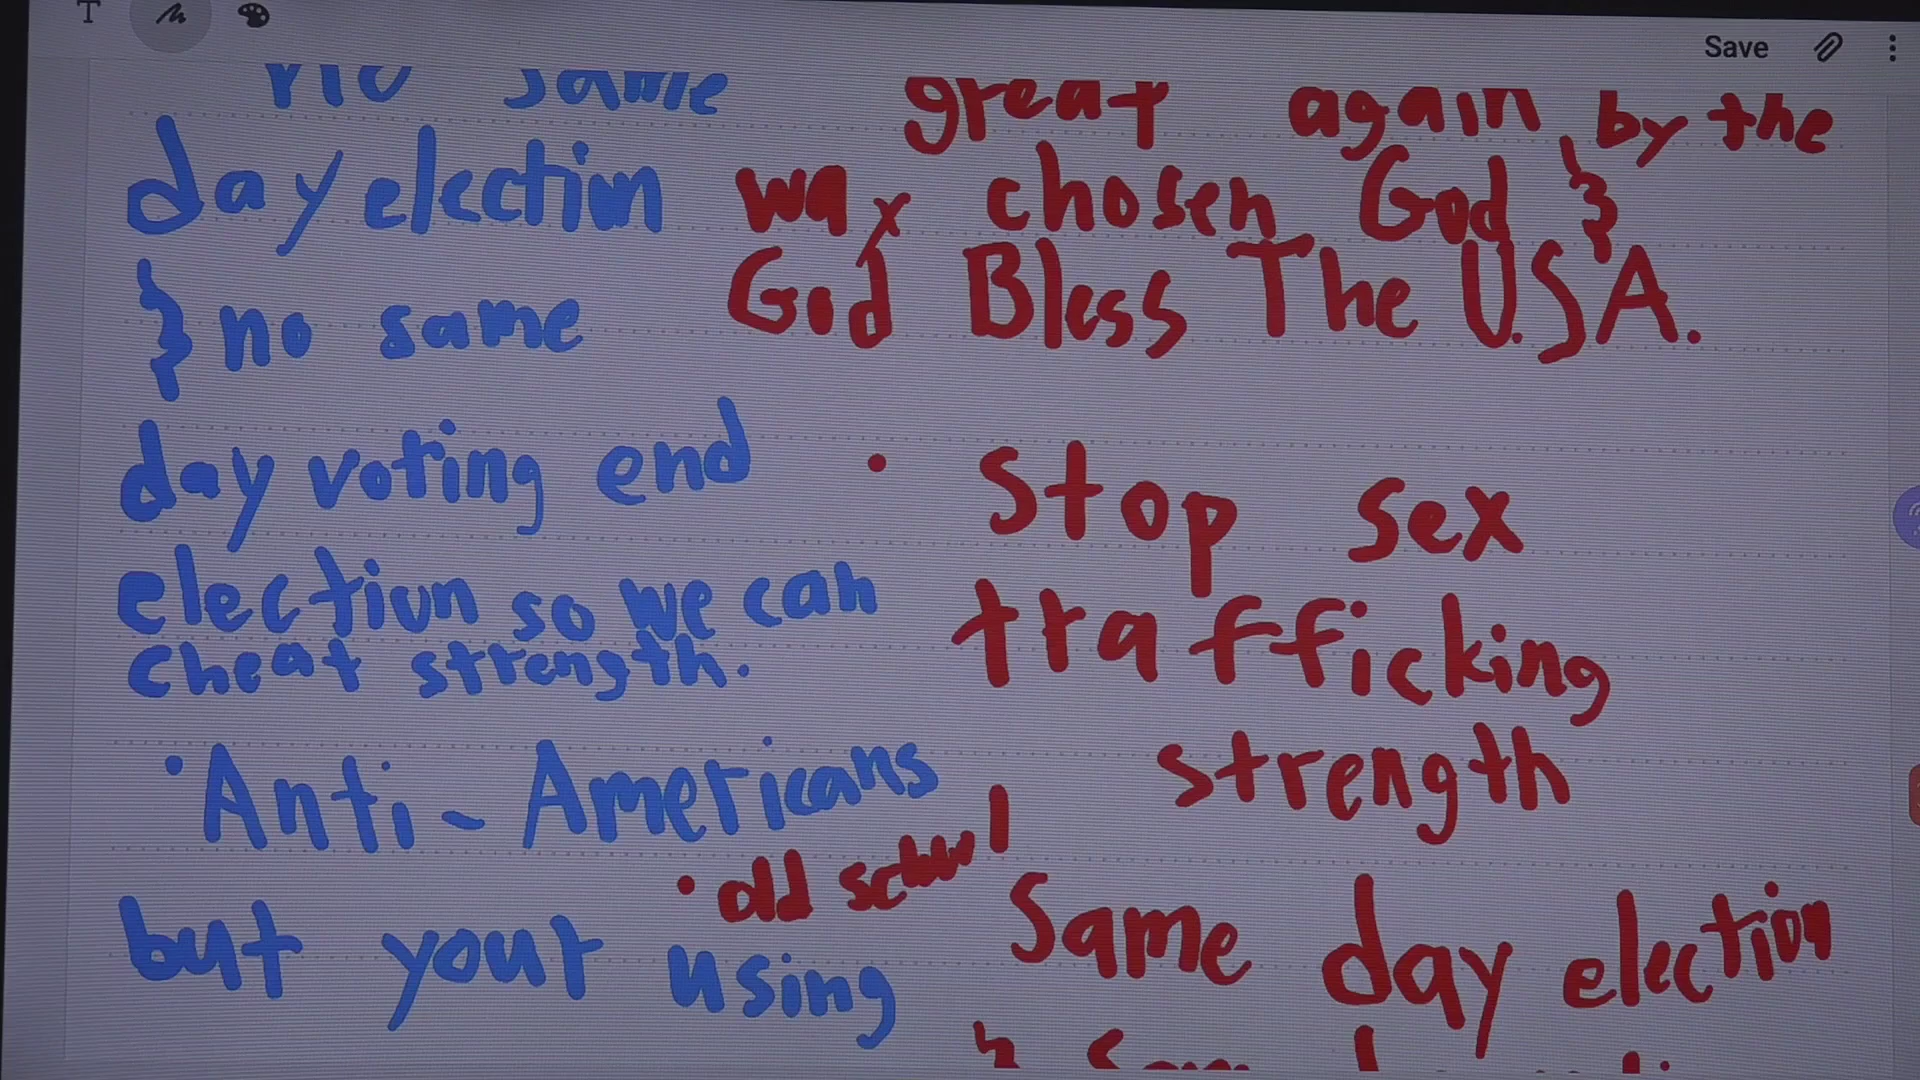 T
Save
same
day election
} no same
day voting end
election so we can
cheat strength.
• Anti-Americans
but your using
great again, by the
way chosen God }
God Bless The U.S.A.
• Stop sex
trafficking
strength
• old school
Same day election